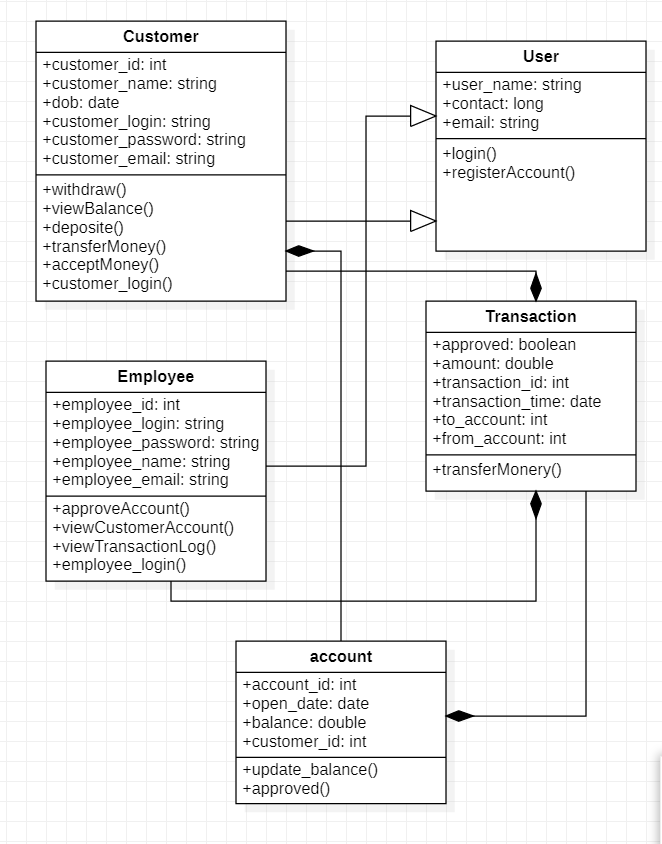 Customer
+customer_id: int
+customer_name: string
+dob: date
+customer_login: string
+customer_password: string
+customer_email: string
+withdraw()
+viewBalance()
+deposite()
+transferMoney()
+acceptMoney()
+customer_login()
User
+user_name: string
+contact: long
+email: string
+login()
+registerAccount()
Transaction
+approved: boolean
+amount: double
+transaction_id: int
+transaction_time: date
+to_account: int
+from_account: int
+transferMonery()
Employee
+employee_id: int
+employee_login: string
+employee_password: string
+employee_name: string
+employee_email: string
+approveAccount()
+viewCustomerAccount()
+viewTransactionLog()
+employee_login()
account
+account_id: int
+open_date: date
+balance: double
+customer_id: int
+update_balance()
+approved()